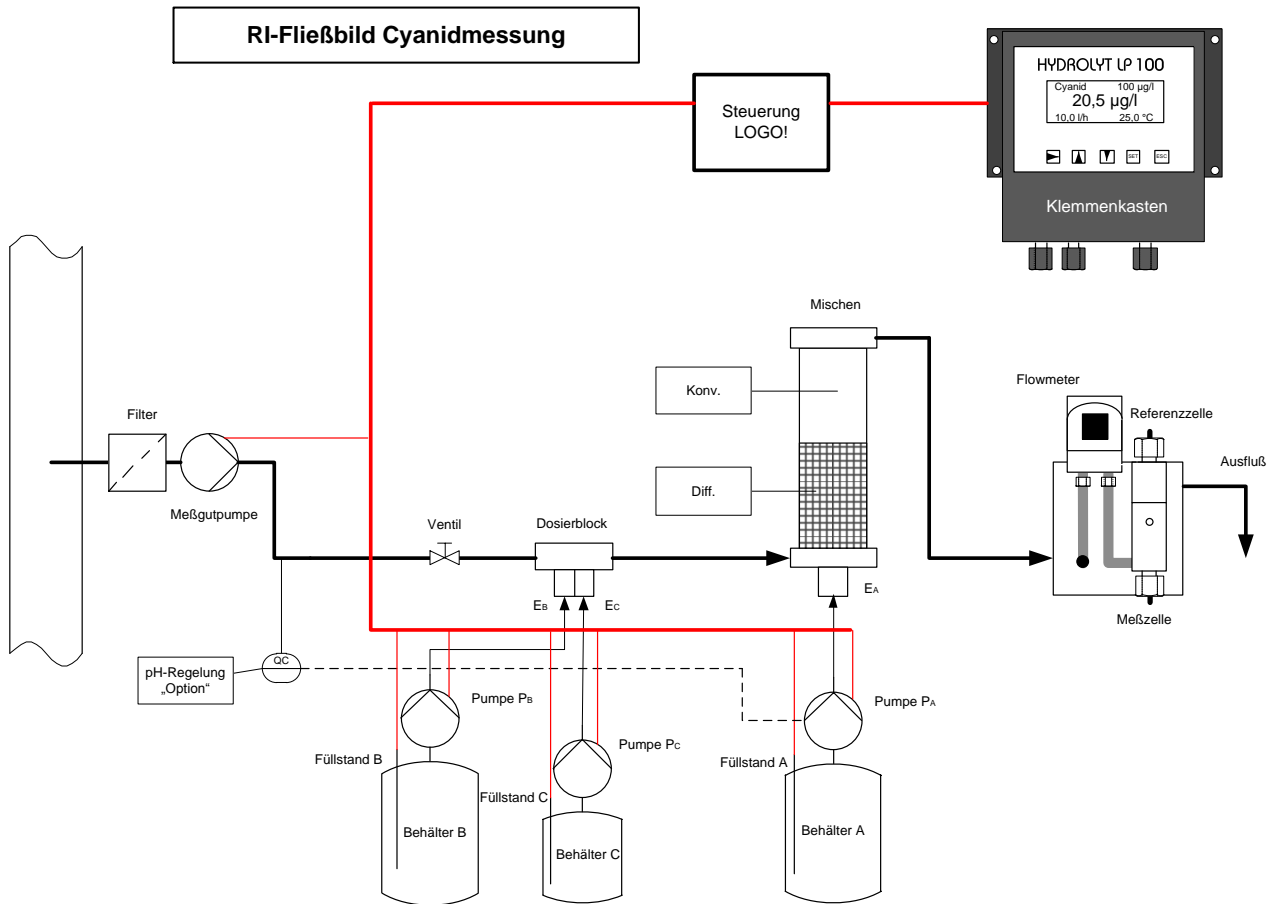 RI-Fließbild Cyanidmessung
HYDROLYT LP 100
Cyanid 100 µg/l
20,5 µg/l
10,0 l/h 25,0 °C
SET ESC
Klemmenkasten
Steuerung
LOGO!
Mischen
Konv.
Diff.
Flowmeter
Referenzzelle
Ausfluß
Filter
Meßgutpumpe
Ventil
Dosierblock
EB
EC
EA
Meßzelle
QC
pH-Regelung
„Option“
Pumpe PB
Pumpe PC
Pumpe PA
Füllstand B
Füllstand C
Füllstand A
Behälter B
Behälter C
Behälter A